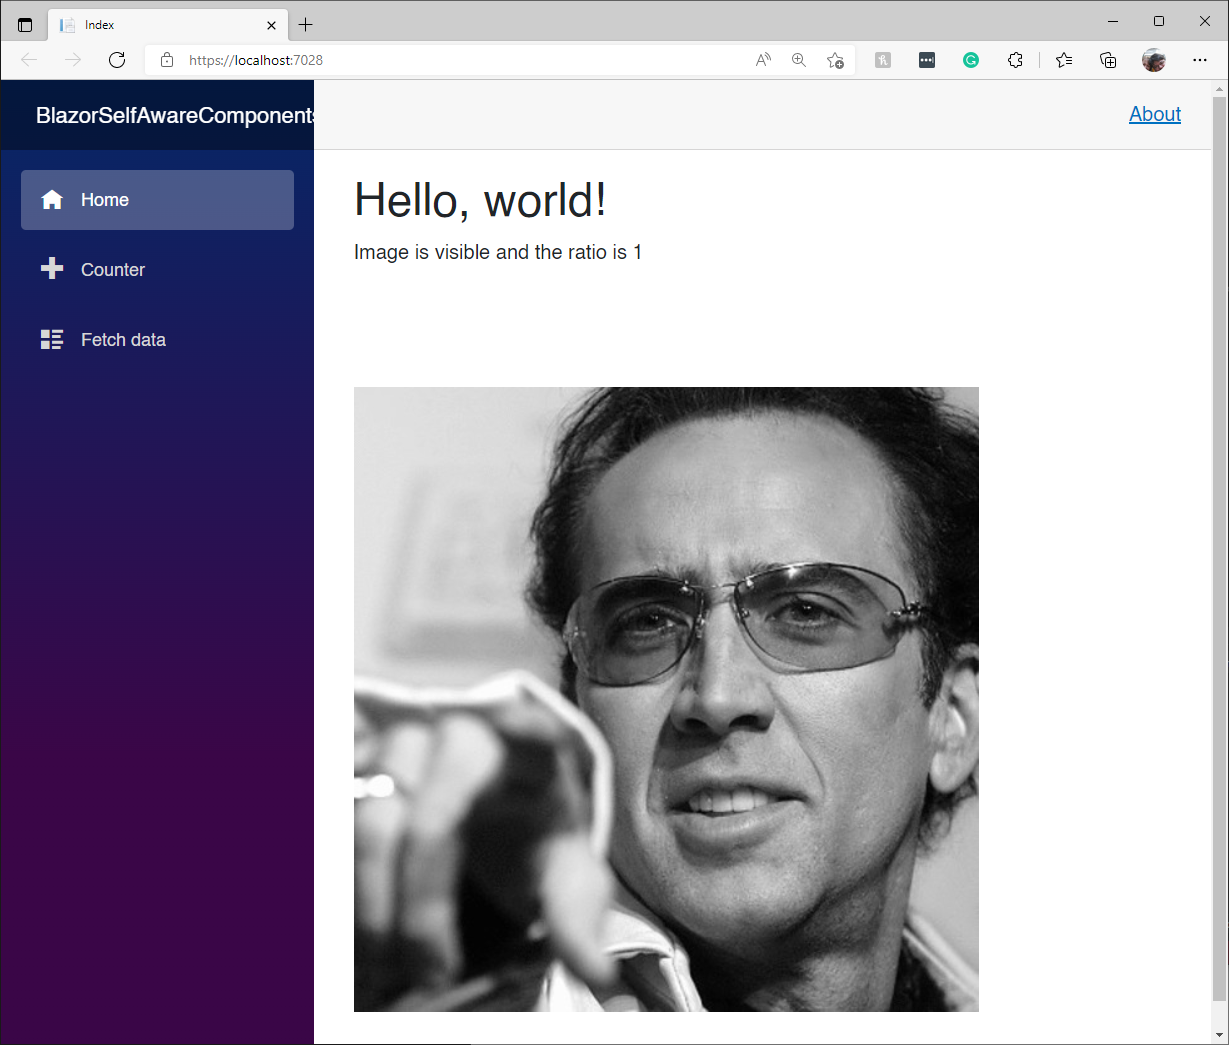 Index
https://localhost:7028
BlazorSelfAwareComponents
About
Home
Counter
Fetch data
Hello, world!
Image is visible and the ratio is 1